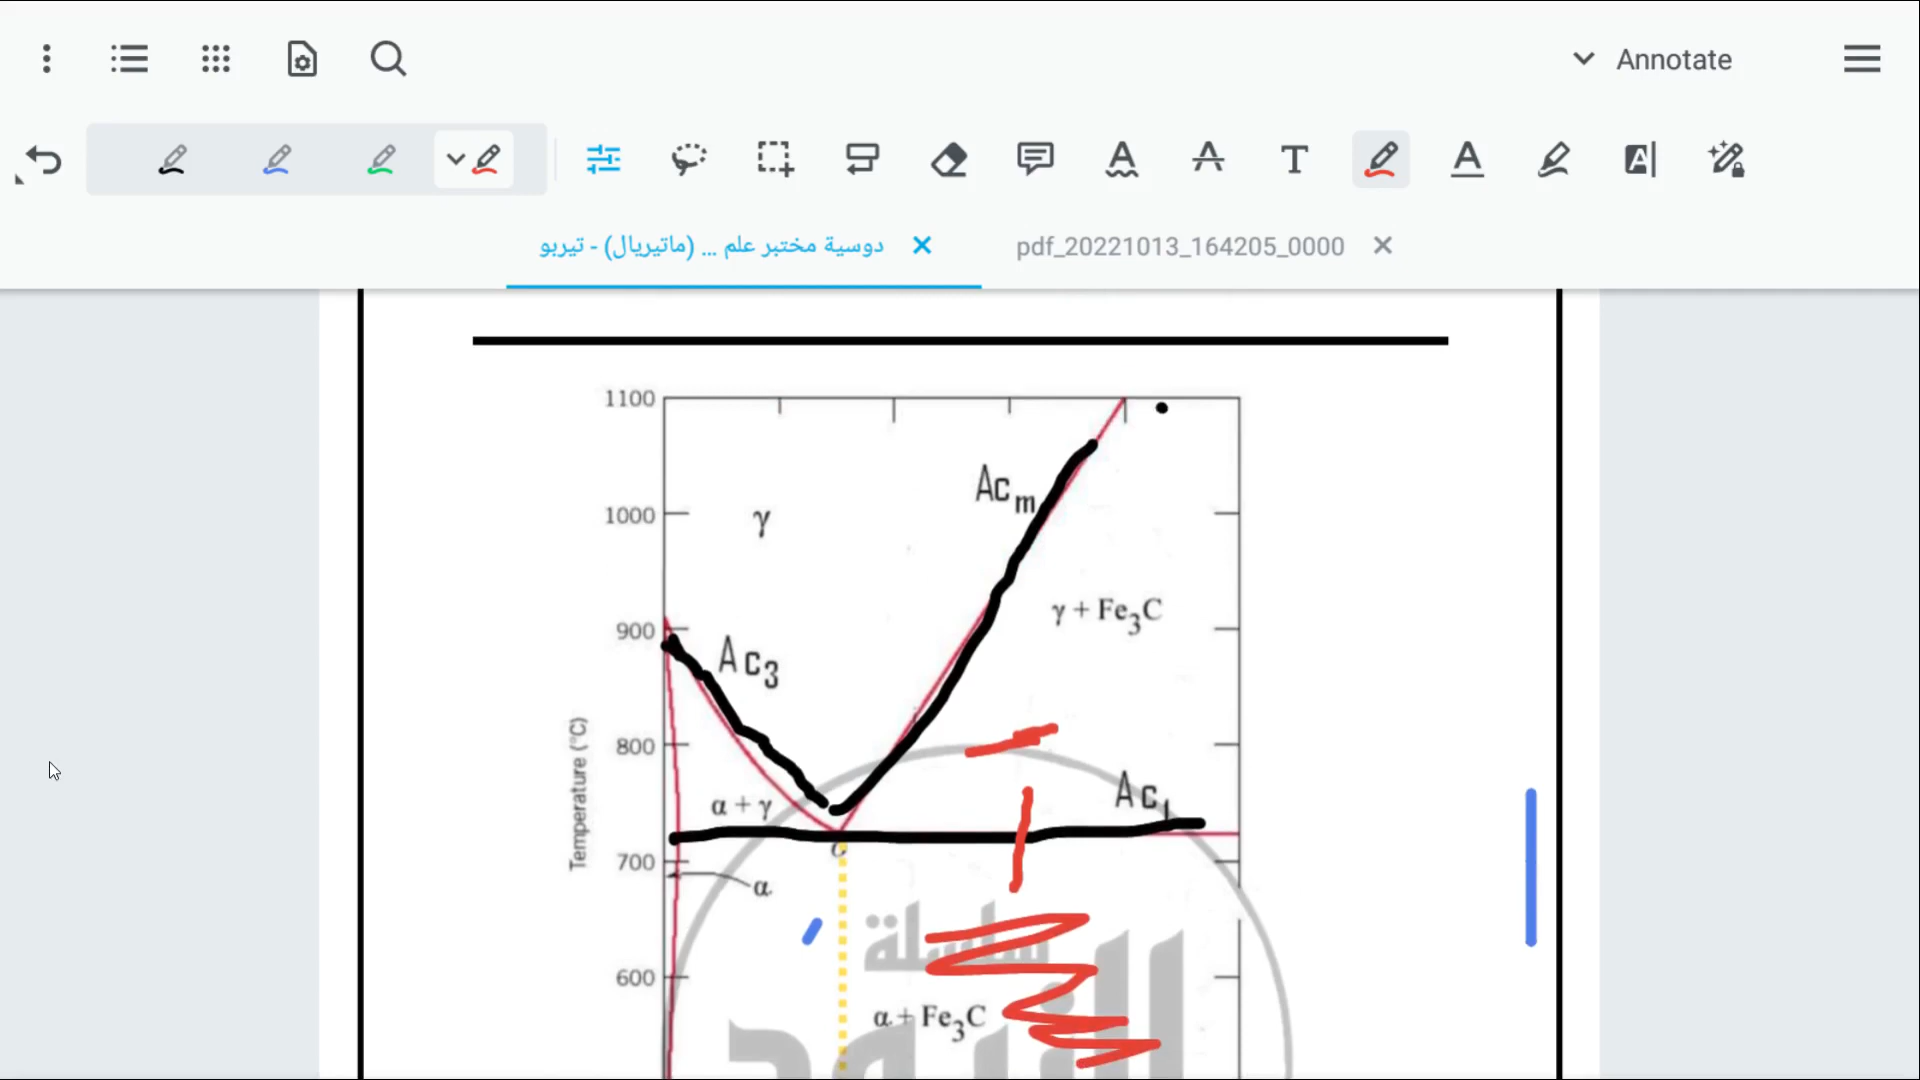 Annotate
دوسية مختبر علم ... (ماتيريال) - تيربو
pdf_20221013_164205_0000
1100
1000
900
800
700
600
Temperature (°C)
γ
Acm
γ + Fe3C
Ac3
Ac1
α + γ
α
سلسلة
α + Fe3C